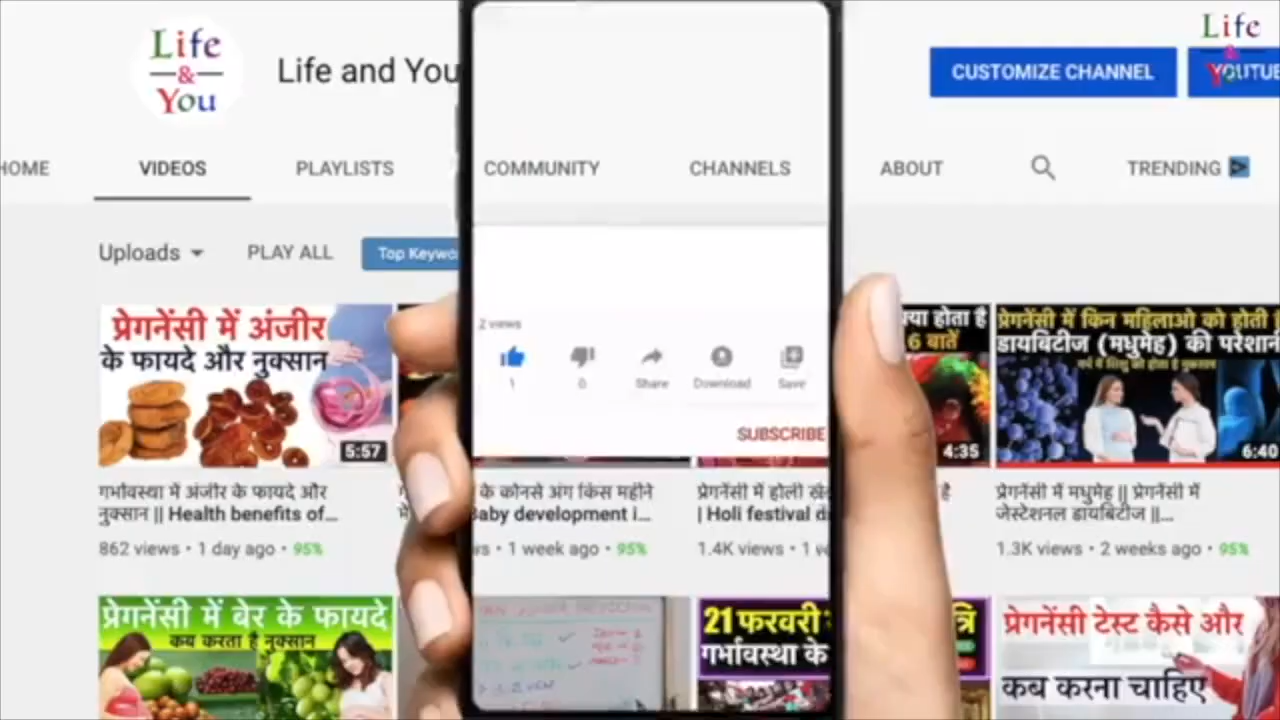 Life
&
You
Life and You
CUSTOMIZE CHANNEL
YOUTUBE
Life
&
You
HOME
VIDEOS
PLAYLISTS
COMMUNITY
CHANNELS
ABOUT
TRENDING
Uploads
PLAY ALL
Top Keywo
2 views
1
0
Share
Download
Save
SUBSCRIBE
प्रेगनेंसी में अंजीर
के फायदे और नुक्सान
5:57
क्या होता है
6 बातें
4:35
प्रेगनेंसी में किन महिलाओ को होती है
डायबिटीज (मधुमेह) की परेशानी
6:40
गर्भावस्था में अंजीर के फायदे और
नुक्सान || Health benefits of...
862 views • 1 day ago • 95%
के कौनसे अंग किस महीने
Baby development i...
1 week ago • 95%
प्रेगनेंसी में होली
| Holi festival
1.4K views • 1
प्रेगनेंसी में मधुमेह || प्रेगनेंसी में
जेस्टेशनल डायबिटीज ||...
1.3K views • 2 weeks ago • 95%
प्रेगनेंसी में बेर के फायदे
कब करता है नुक्सान
21 फरवरी
गर्भावस्था के
प्रेगनेंसी टेस्ट कैसे और
कब करना चाहिए